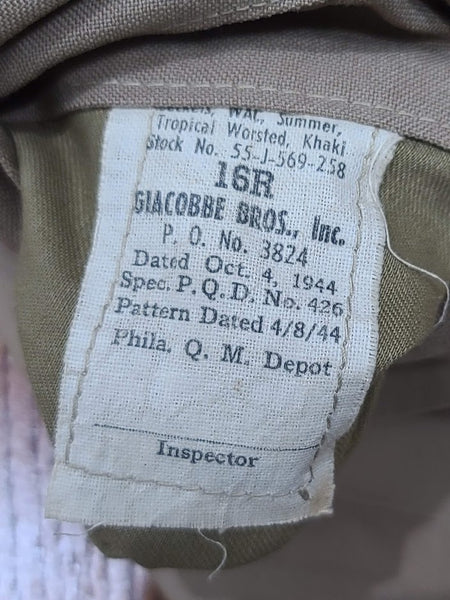 Jackets, WAC, Summer,
Tropical Worsted, Khaki
Stock No. 55-J-569-258
16R
GIACOBBE BROS., Inc.
P. O. No. 3824
Dated Oct. 4, 1944
Spec. P. Q. D. No. 426
Pattern Dated 4/8/44
Phila. Q. M. Depot
Inspector